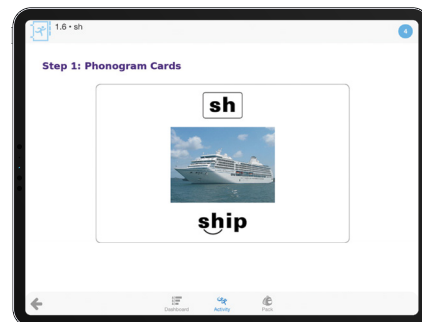 1.6 • sh
4
Step 1: Phonogram Cards
sh
ship
Dashboard
Activity
Pack